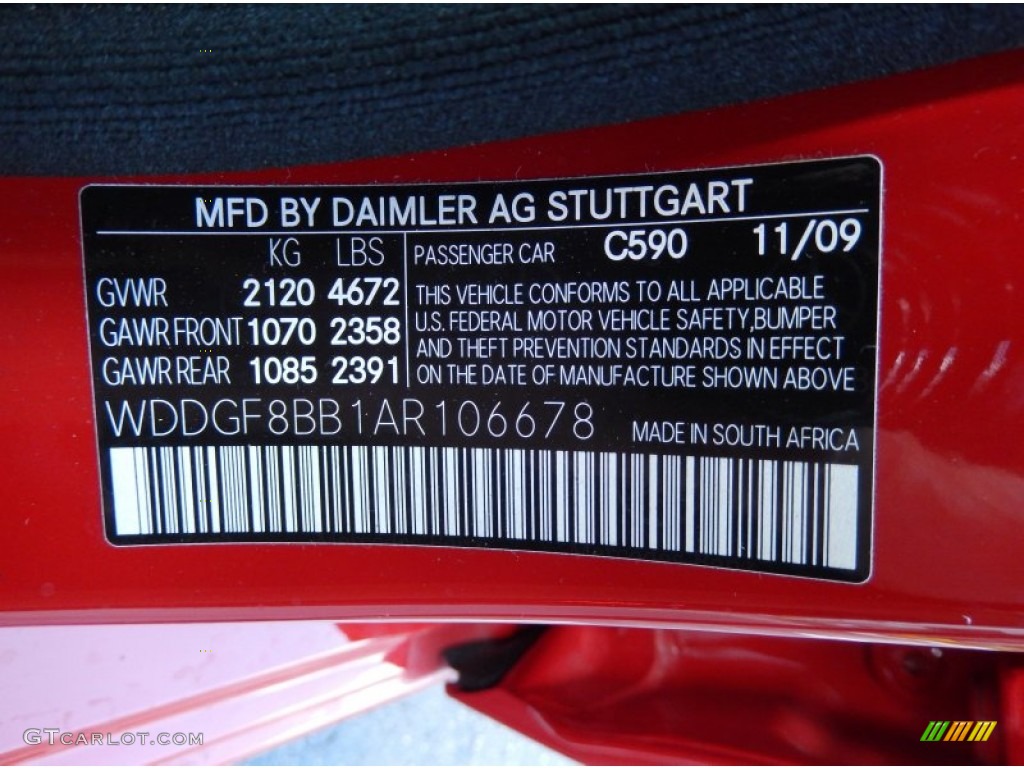 MFD BY DAIMLER AG STUTTGART
KG LBS
GVWR 2120 4672
GAWR FRONT 1070 2358
GAWR REAR 1085 2391
PASSENGER CAR C590 11/09
THIS VEHICLE CONFORMS TO ALL APPLICABLE
U.S. FEDERAL MOTOR VEHICLE SAFETY, BUMPER
AND THEFT PREVENTION STANDARDS IN EFFECT
ON THE DATE OF MANUFACTURE SHOWN ABOVE
WDDGF8BB1AR106678 MADE IN SOUTH AFRICA
GTCARLOT.COM